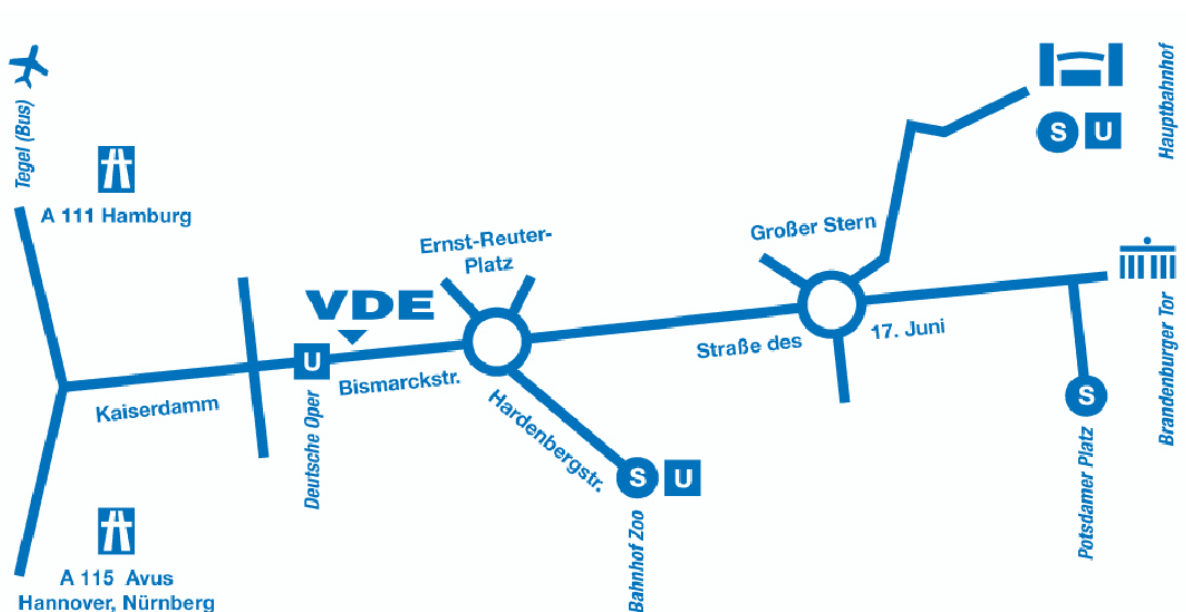 Tegel (Bus)
A 111 Hamburg
Kaiserdamm
A 115 Avus
Hannover, Nürnberg
VDE
U
Deutsche Oper
Bismarckstr.
Ernst-Reuter-
Platz
Hardenbergstr.
S U
Bahnhof Zoo
Großer Stern
Straße des 17. Juni
S U
Hauptbahnhof
Brandenburger Tor
S
Potsdamer Platz